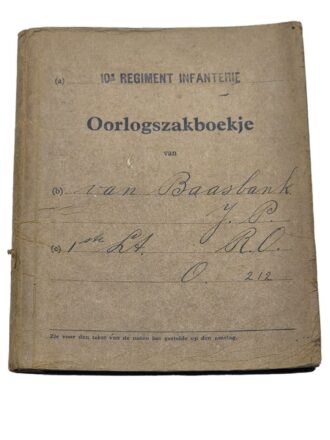 (a) 10e REGIMENT INFANTERIE
Oorlogszakboekje
van
(b) van Baasbank
J. P.
(c) 1ste Lt. R.O.
O. 212
Zie voor den tekst van de noten het gestelde op den omslag.